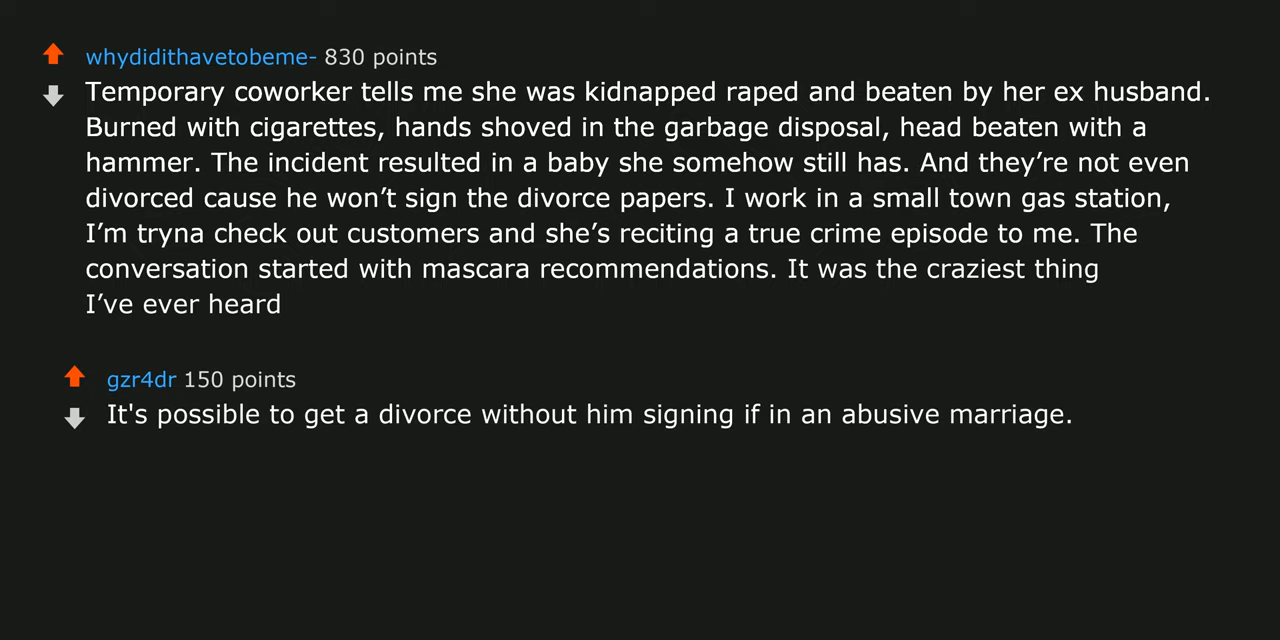 whydidithavetobeme- 830 points
Temporary coworker tells me she was kidnapped raped and beaten by her ex husband.
Burned with cigarettes, hands shoved in the garbage disposal, head beaten with a
hammer. The incident resulted in a baby she somehow still has. And they’re not even
divorced cause he won’t sign the divorce papers. I work in a small town gas station,
I’m tryna check out customers and she’s reciting a true crime episode to me. The
conversation started with mascara recommendations. It was the craziest thing
I’ve ever heard
gzr4dr 150 points
It's possible to get a divorce without him signing if in an abusive marriage.